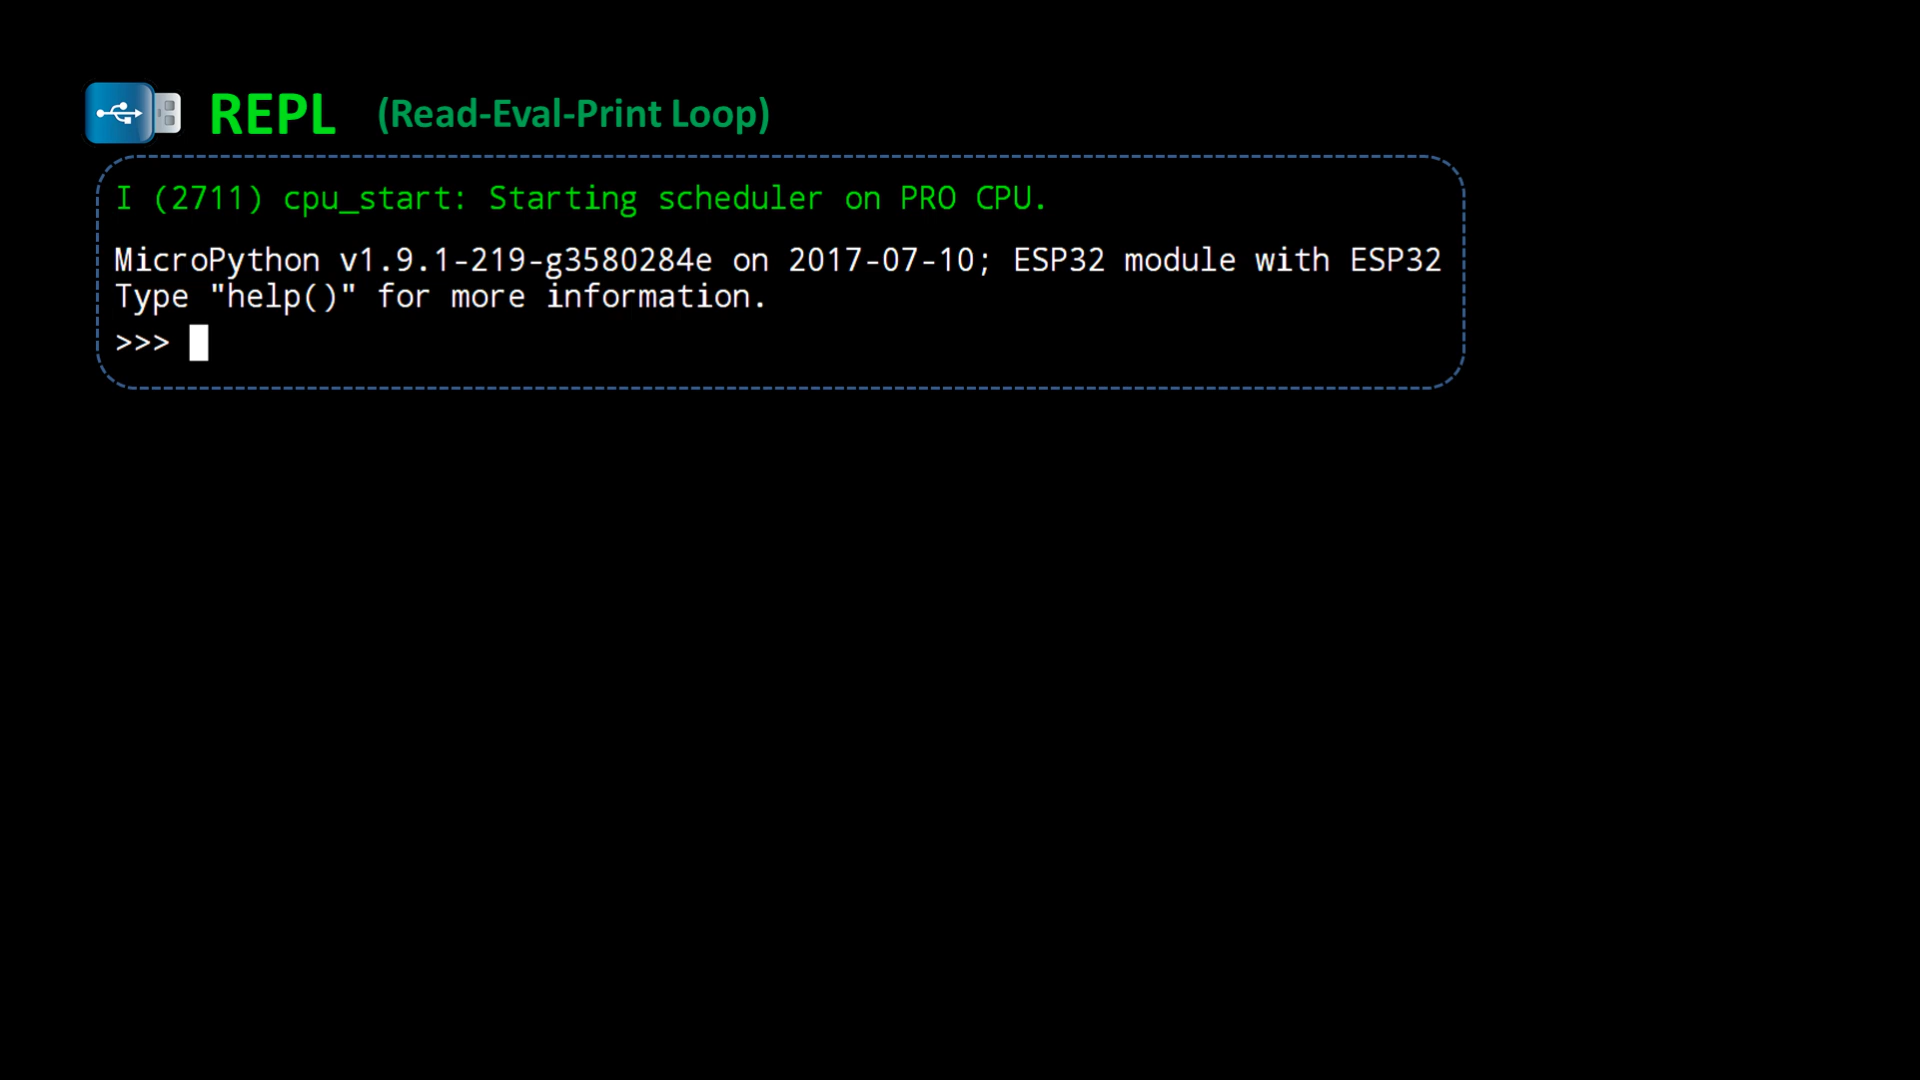 REPL (Read-Eval-Print Loop)
I (2711) cpu_start: Starting scheduler on PRO CPU.
MicroPython v1.9.1-219-g3580284e on 2017-07-10; ESP32 module with ESP32
Type "help()" for more information.
>>>